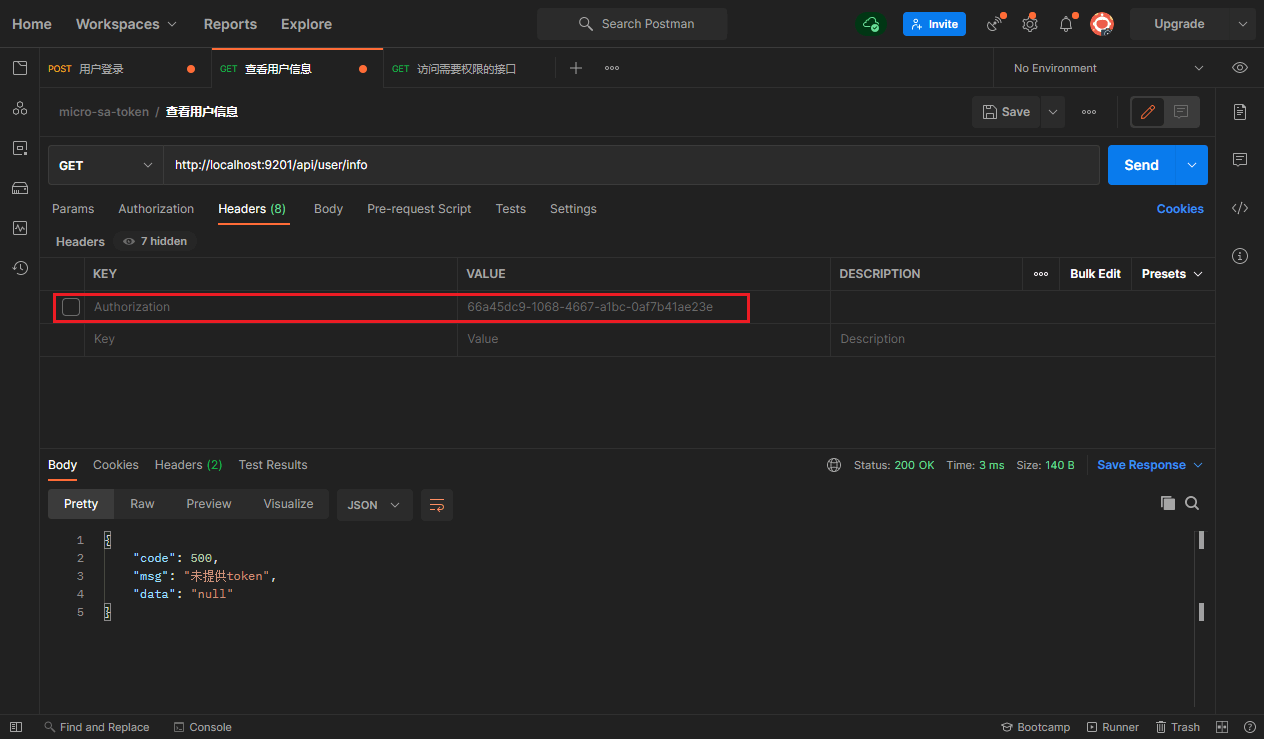 Home Workspaces Reports Explore Search Postman Invite Upgrade
POST 用户登录 GET 查看用户信息 GET 访问需要权限的接口 No Environment
micro-sa-token / 查看用户信息 Save
GET http://localhost:9201/api/user/info Send
Params Authorization Headers (8) Body Pre-request Script Tests Settings Cookies
Headers 7 hidden
KEY VALUE DESCRIPTION Bulk Edit Presets
Authorization 66a45dc9-1068-4667-a1bc-0af7b41ae23e
Key Value Description
Body Cookies Headers (2) Test Results Status: 200 OK Time: 3 ms Size: 140 B Save Response
Pretty Raw Preview Visualize JSON
1 {
2 "code": 500,
3 "msg": "未提供token",
4 "data": "null"
5 }
Find and Replace Console Bootcamp Runner Trash